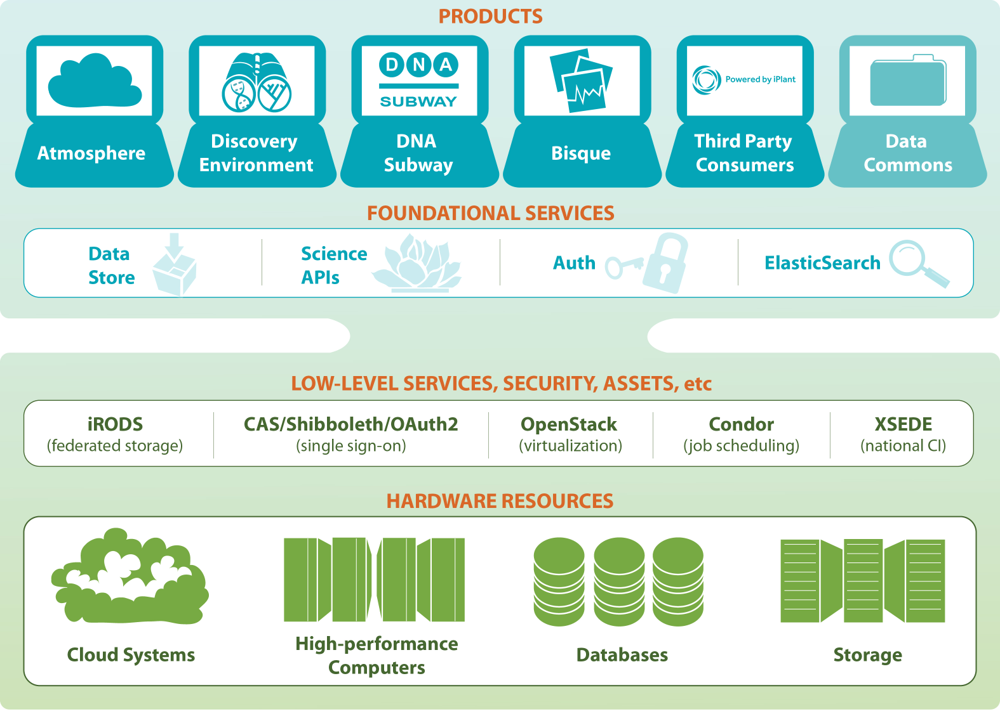 PRODUCTS
DNA
SUBWAY
Powered by iPlant
Atmosphere
Discovery
Environment
DNA
Subway
Bisque
Third Party
Consumers
Data
Commons
FOUNDATIONAL SERVICES
Data
Store
Science
APIs
Auth
ElasticSearch
LOW-LEVEL SERVICES, SECURITY, ASSETS, etc
iRODS
(federated storage)
CAS/Shibboleth/OAuth2
(single sign-on)
OpenStack
(virtualization)
Condor
(job scheduling)
XSEDE
(national CI)
HARDWARE RESOURCES
Cloud Systems
High-performance
Computers
Databases
Storage